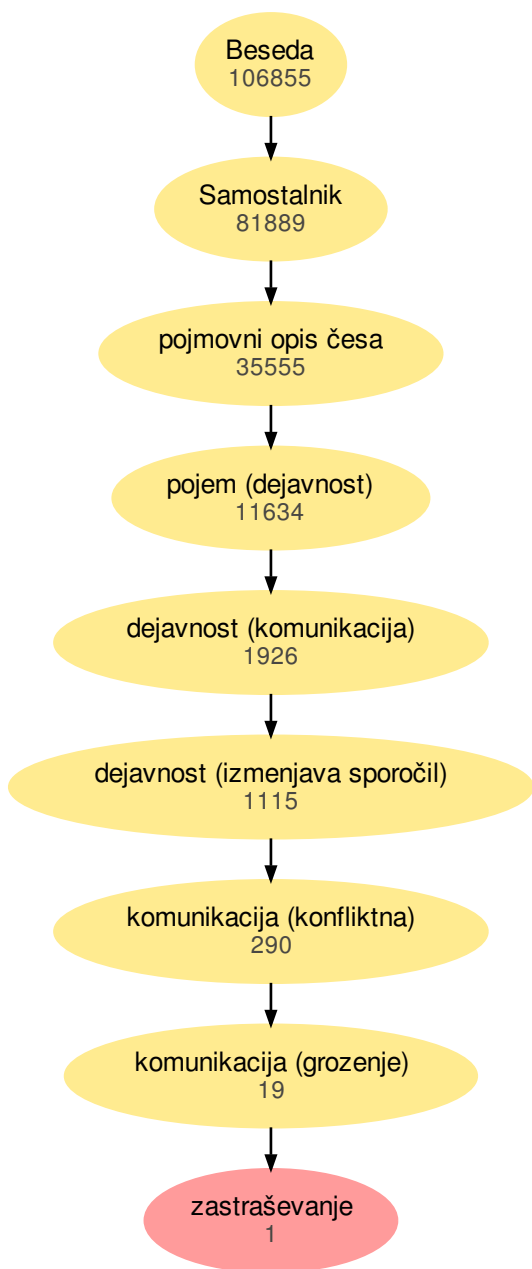 Beseda
106855
Samostalnik
81889
pojmovni opis česa
35555
pojem (dejavnost)
11634
dejavnost (komunikacija)
1926
dejavnost (izmenjava sporočil)
1115
komunikacija (konfliktna)
290
komunikacija (grozenje)
19
zastraševanje
1